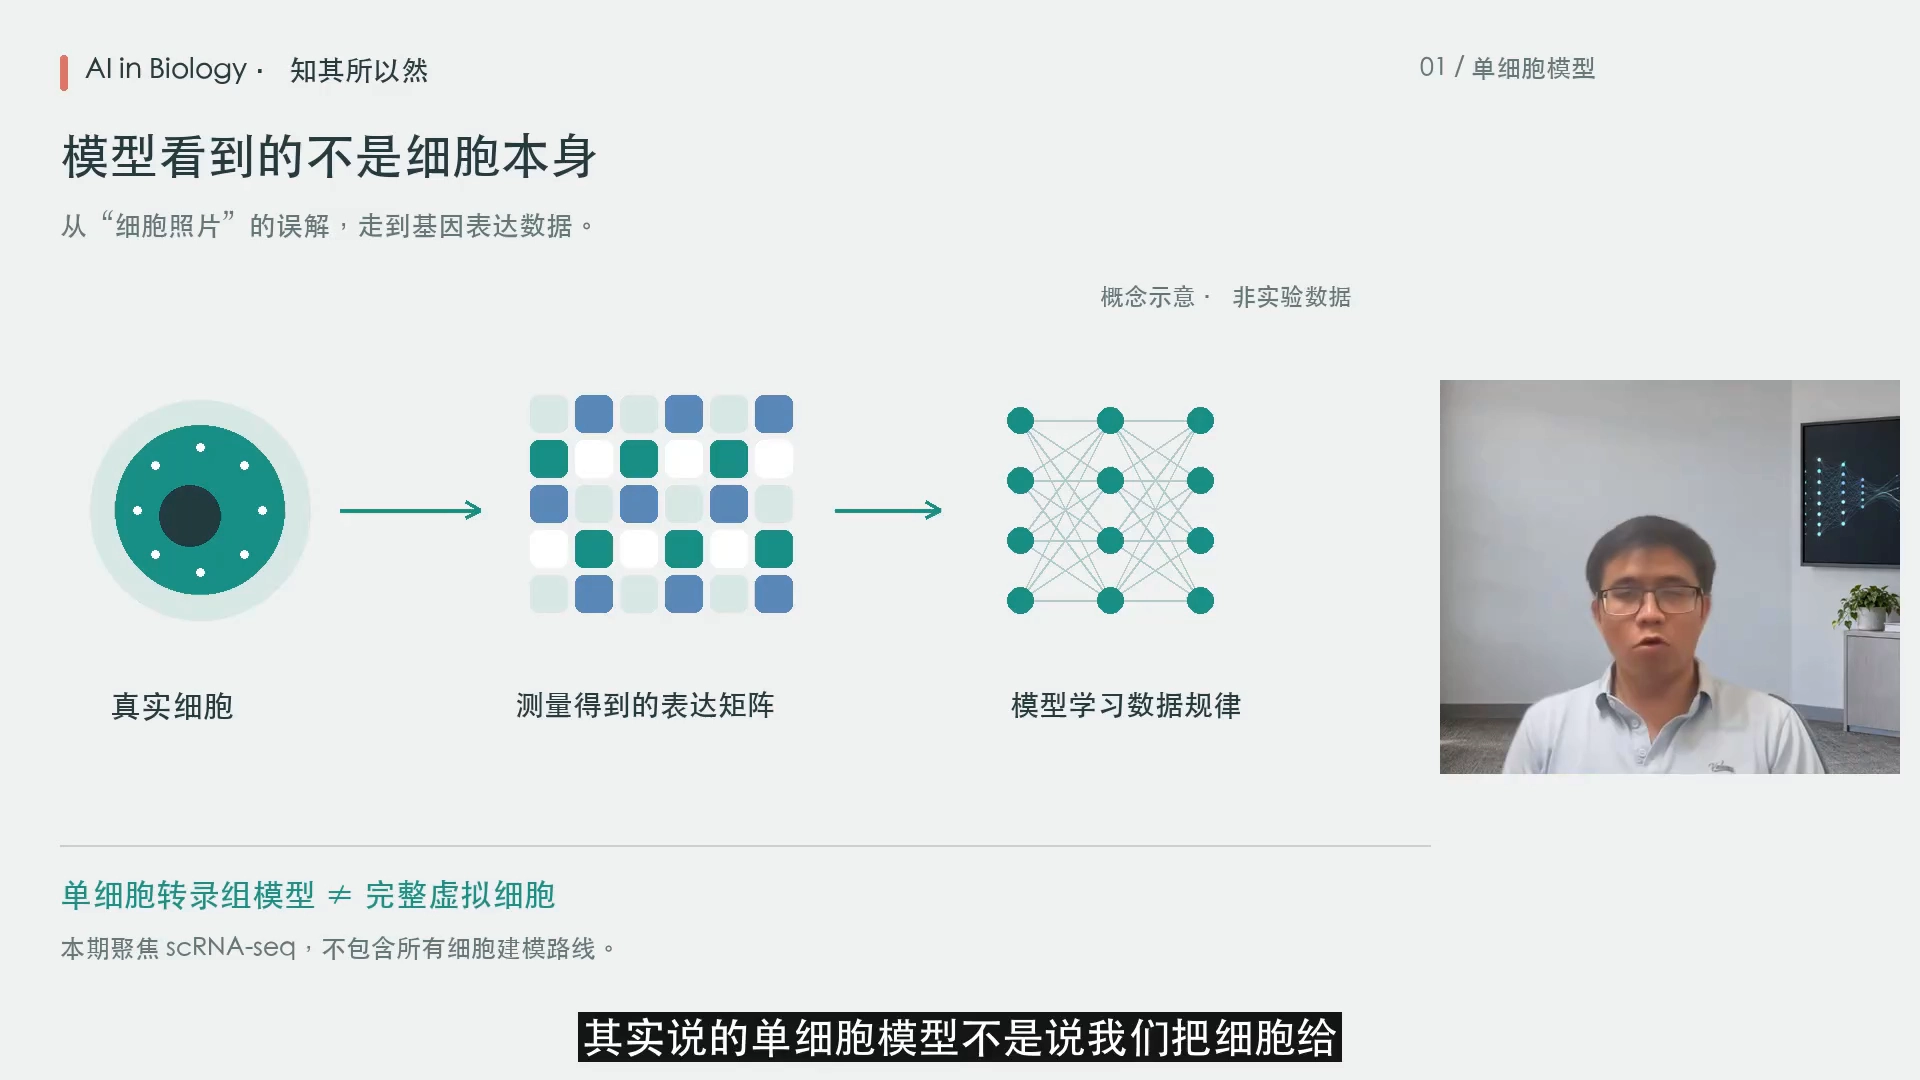 AI in Biology · 知其所以然
01 / 单细胞模型
模型看到的不是细胞本身
从“细胞照片”的误解，走到基因表达数据。
概念示意 · 非实验数据
真实细胞
测量得到的表达矩阵
模型学习数据规律
单细胞转录组模型 ≠ 完整虚拟细胞
本期聚焦 scRNA-seq，不包含所有细胞建模路线。
其实说的单细胞模型不是说我们把细胞给